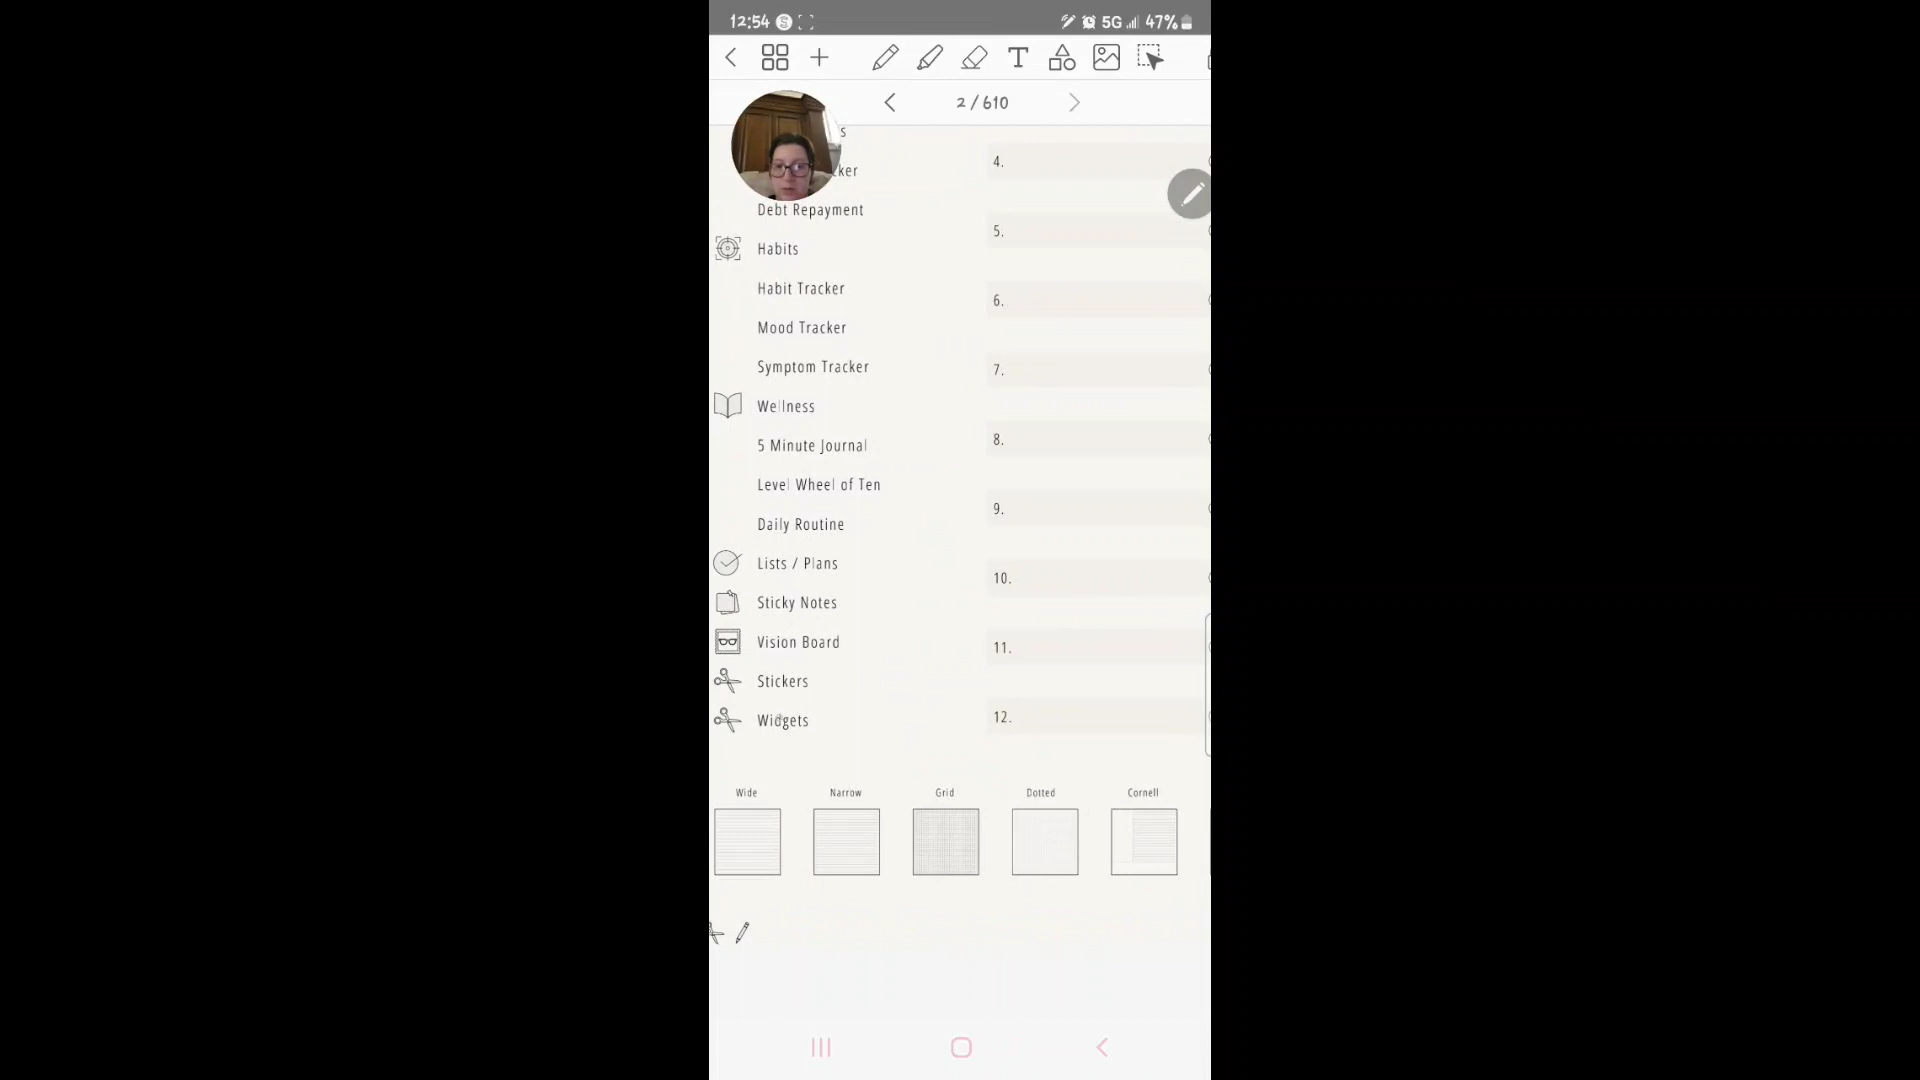 12:54 S 5G 47%
2 / 610
s
cker
Debt Repayment
Habits
Habit Tracker
Mood Tracker
Symptom Tracker
Wellness
5 Minute Journal
Level Wheel of Ten
Daily Routine
Lists / Plans
Sticky Notes
Vision Board
Stickers
Widgets
4.
5.
6.
7.
8.
9.
10.
11.
12.
Wide Narrow Grid Dotted Cornell